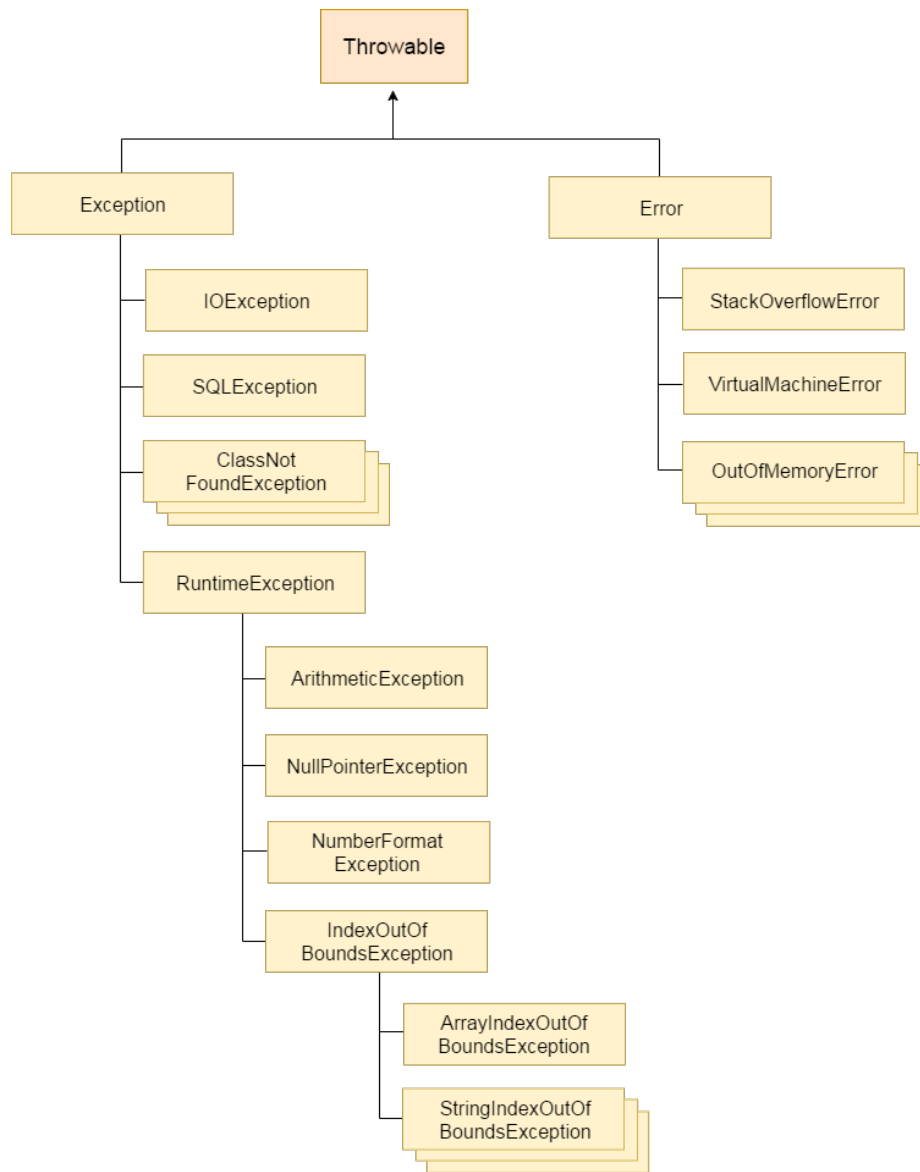 Throwable
Exception
Error
IOException
StackOverflowError
SQLException
VirtualMachineError
ClassNot
FoundException
OutOfMemoryError
RuntimeException
ArithmeticException
NullPointerException
NumberFormat
Exception
IndexOutOf
BoundsException
ArrayIndexOutOf
BoundsException
StringIndexOutOf
BoundsException